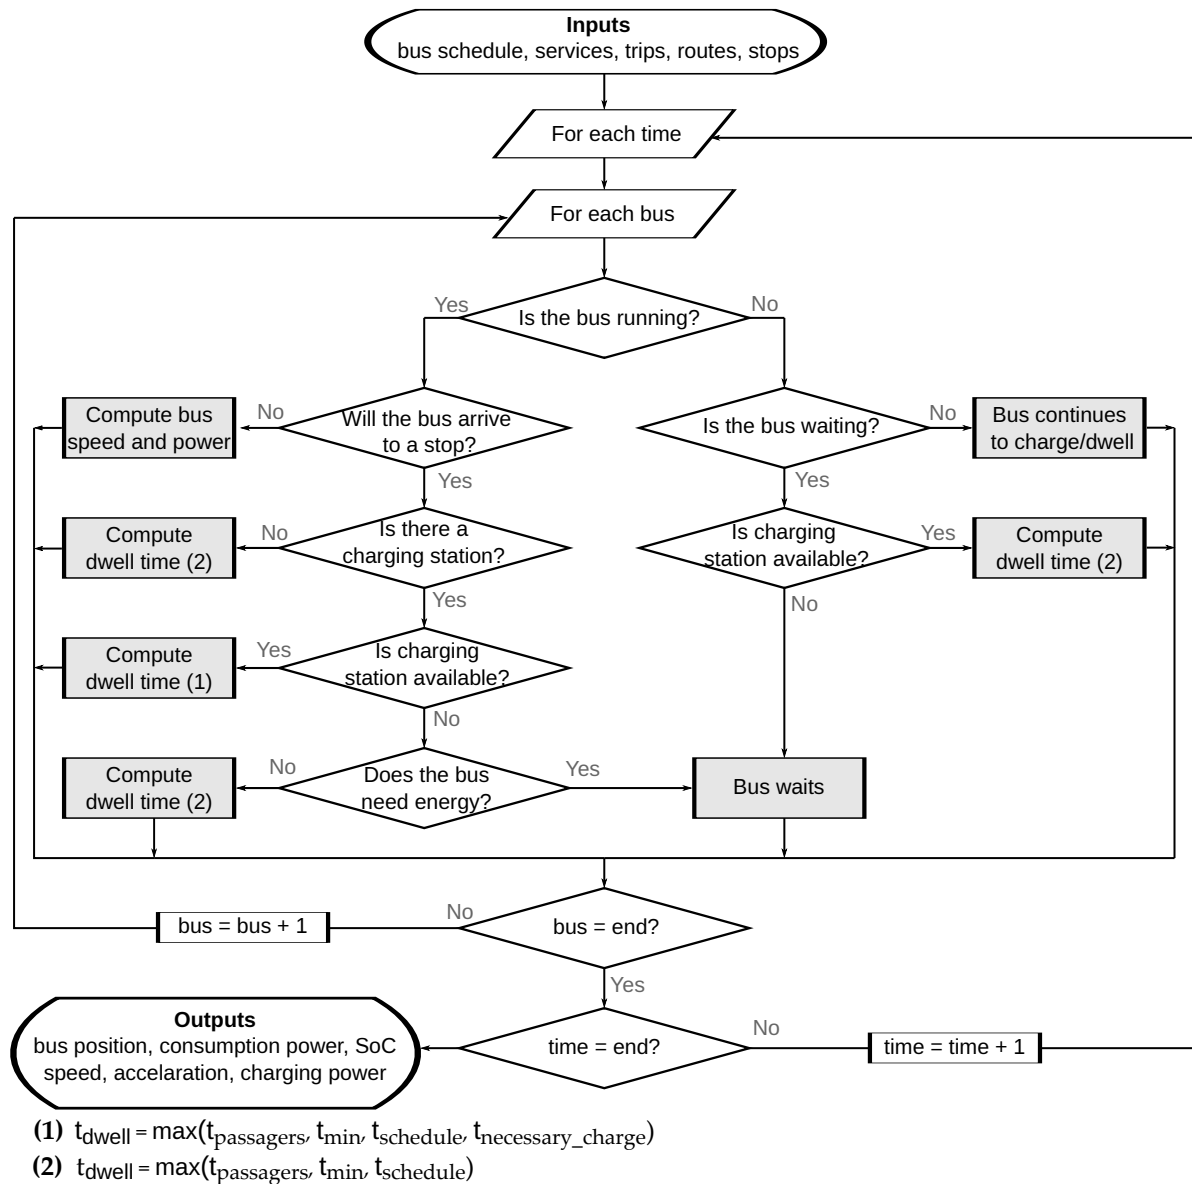 Inputs
bus schedule, services, trips, routes, stops
For each time
For each bus
Yes
No
Is the bus running?
Compute bus
speed and power
No
Will the bus arrive
to a stop?
Is the bus waiting?
No
Bus continues
to charge/dwell
Yes
Yes
Compute
dwell time (2)
No
Is there a
charging station?
Is charging
station available?
Yes
Compute
dwell time (2)
Yes
No
Compute
dwell time (1)
Yes
Is charging
station available?
No
Compute
dwell time (2)
No
Does the bus
need energy?
Yes
Bus waits
bus = bus + 1
No
bus = end?
Yes
Outputs
bus position, consumption power, SoC
speed, accelaration, charging power
time = end?
No
time = time + 1
(1) tdwell = max(tpassagers, tmin, tschedule, tnecessary_charge)
(2) tdwell = max(tpassagers, tmin, tschedule)